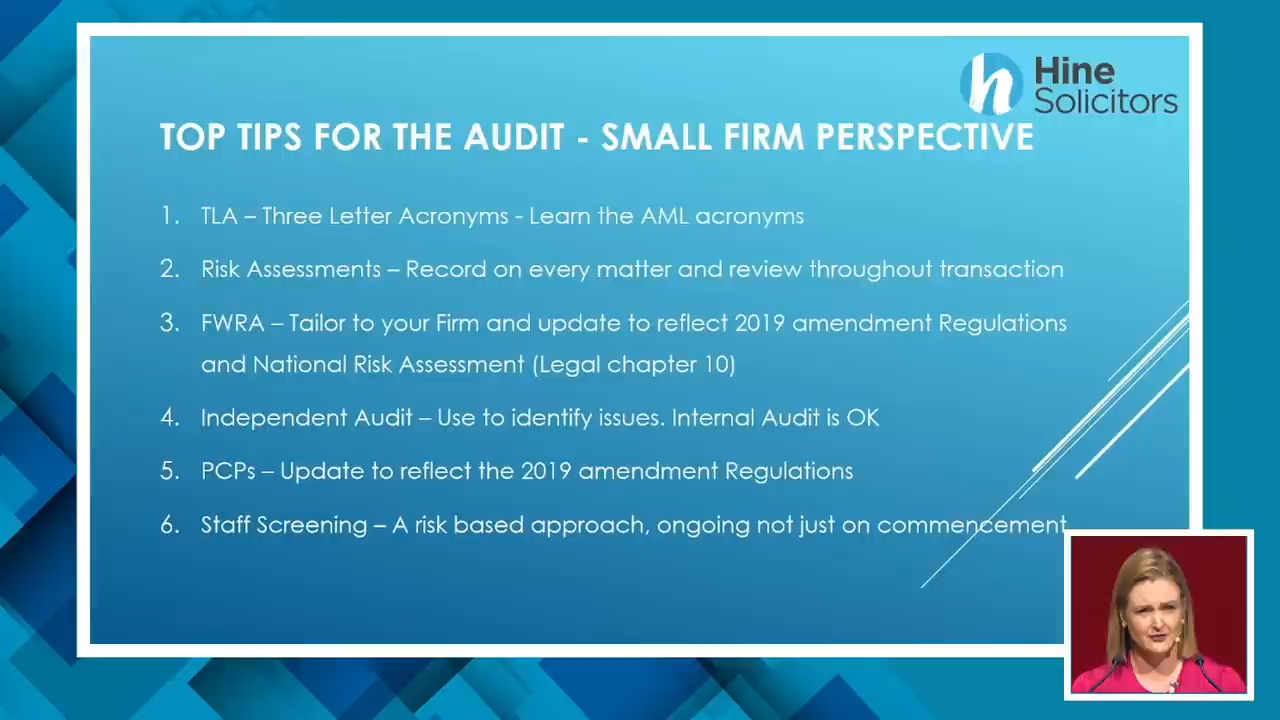 Hine
Solicitors
TOP TIPS FOR THE AUDIT - SMALL FIRM PERSPECTIVE
1. TLA – Three Letter Acronyms - Learn the AML acronyms
2. Risk Assessments – Record on every matter and review throughout transaction
3. FWRA – Tailor to your Firm and update to reflect 2019 amendment Regulations
and National Risk Assessment (Legal chapter 10)
4. Independent Audit – Use to identify issues. Internal Audit is OK
5. PCPs – Update to reflect the 2019 amendment Regulations
6. Staff Screening – A risk based approach, ongoing not just on commencement